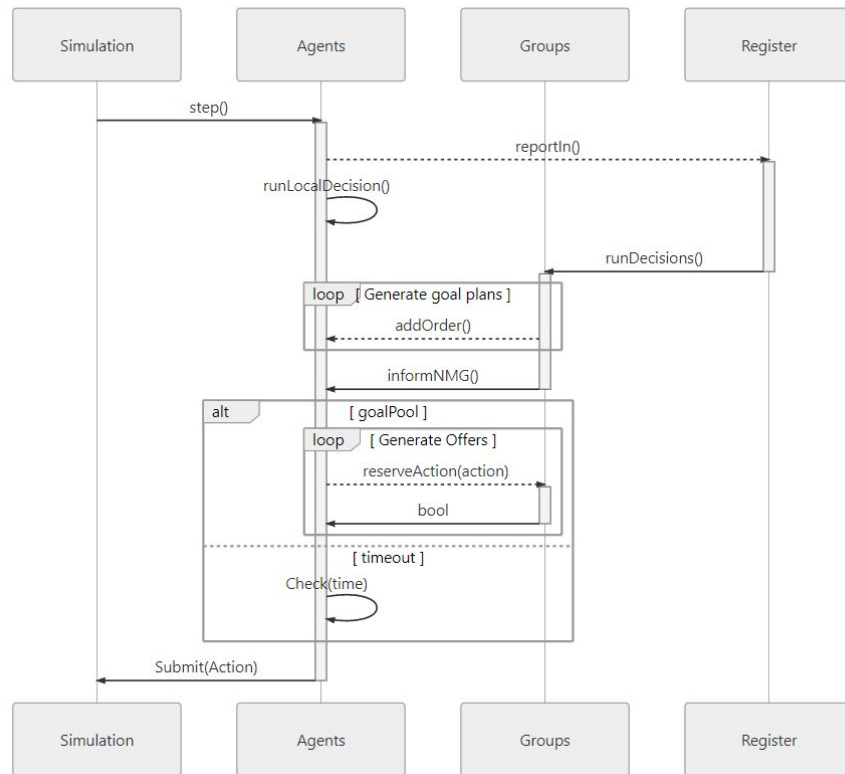 Simulation Agents Groups Register
step()
reportIn()
runLocalDecision()
runDecisions()
loop [ Generate goal plans ]
addOrder()
informNMG()
alt [ goalPool ]
loop [ Generate Offers ]
reserveAction(action)
bool
[ timeout ]
Check(time)
Submit(Action)
Simulation Agents Groups Register